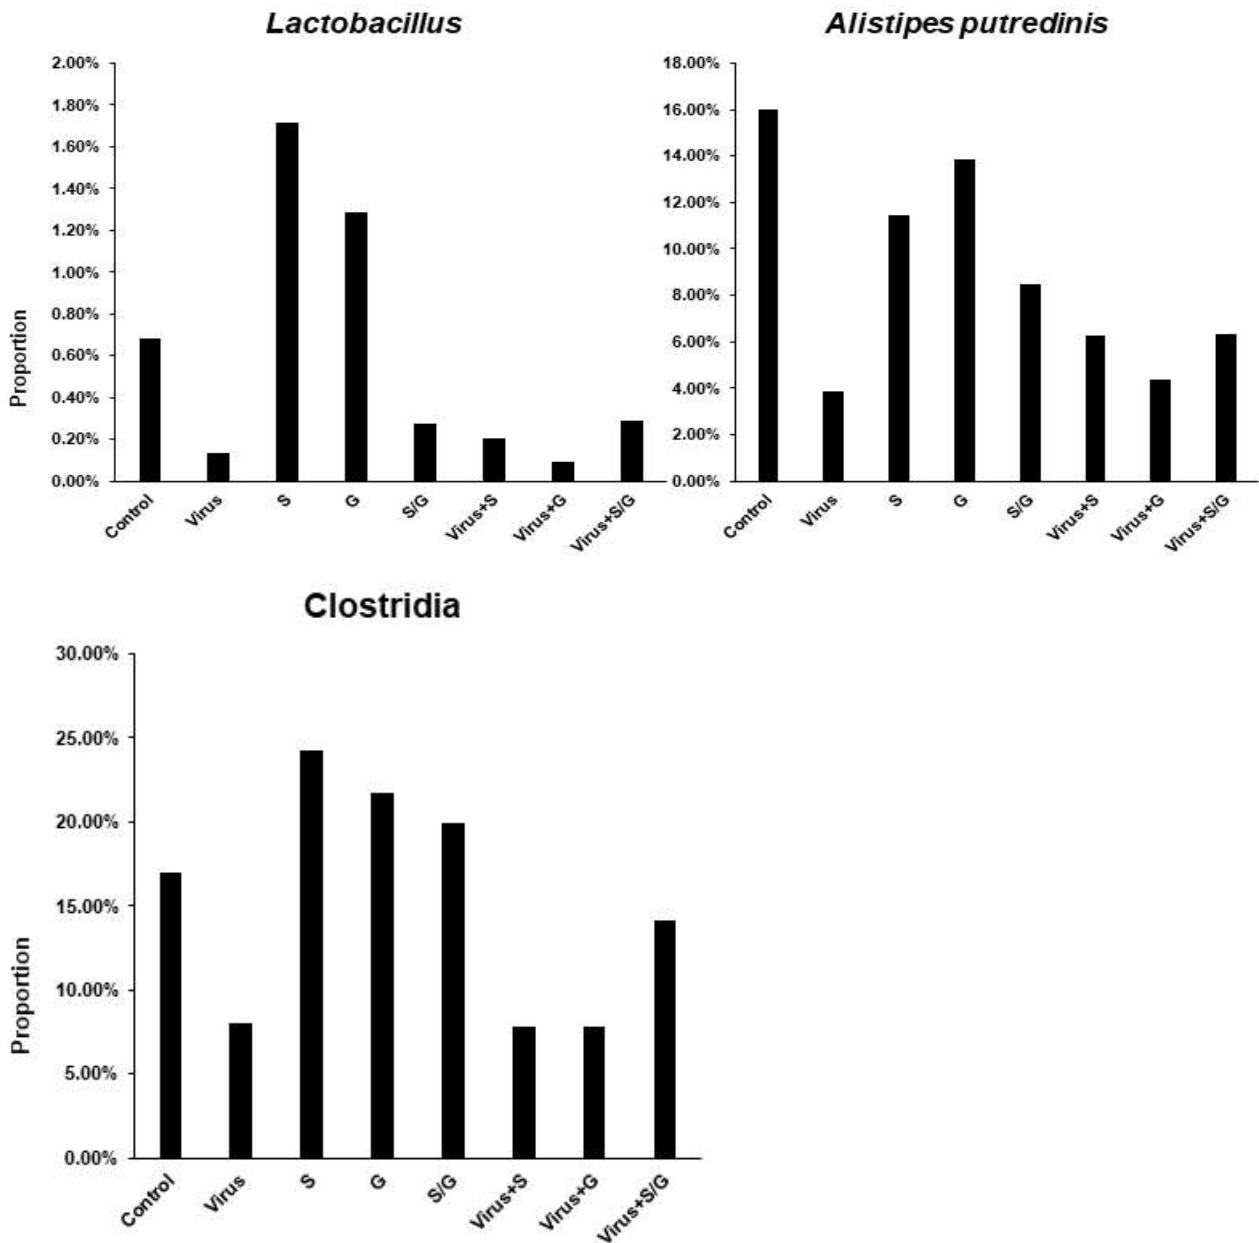 Lactobacillus
2.00%
1.80%
1.60%
1.40%
1.20%
1.00%
0.80%
0.60%
0.40%
0.20%
0.00%
Proportion
Control
Virus
S
G
S/G
Virus+S
Virus+G
Virus+S/G
Alistipes putredinis
18.00%
16.00%
14.00%
12.00%
10.00%
8.00%
6.00%
4.00%
2.00%
0.00%
Control
Virus
S
G
S/G
Virus+S
Virus+G
Virus+S/G
Clostridia
30.00%
25.00%
20.00%
15.00%
10.00%
5.00%
0.00%
Proportion
Control
Virus
S
G
S/G
Virus+S
Virus+G
Virus+S/G